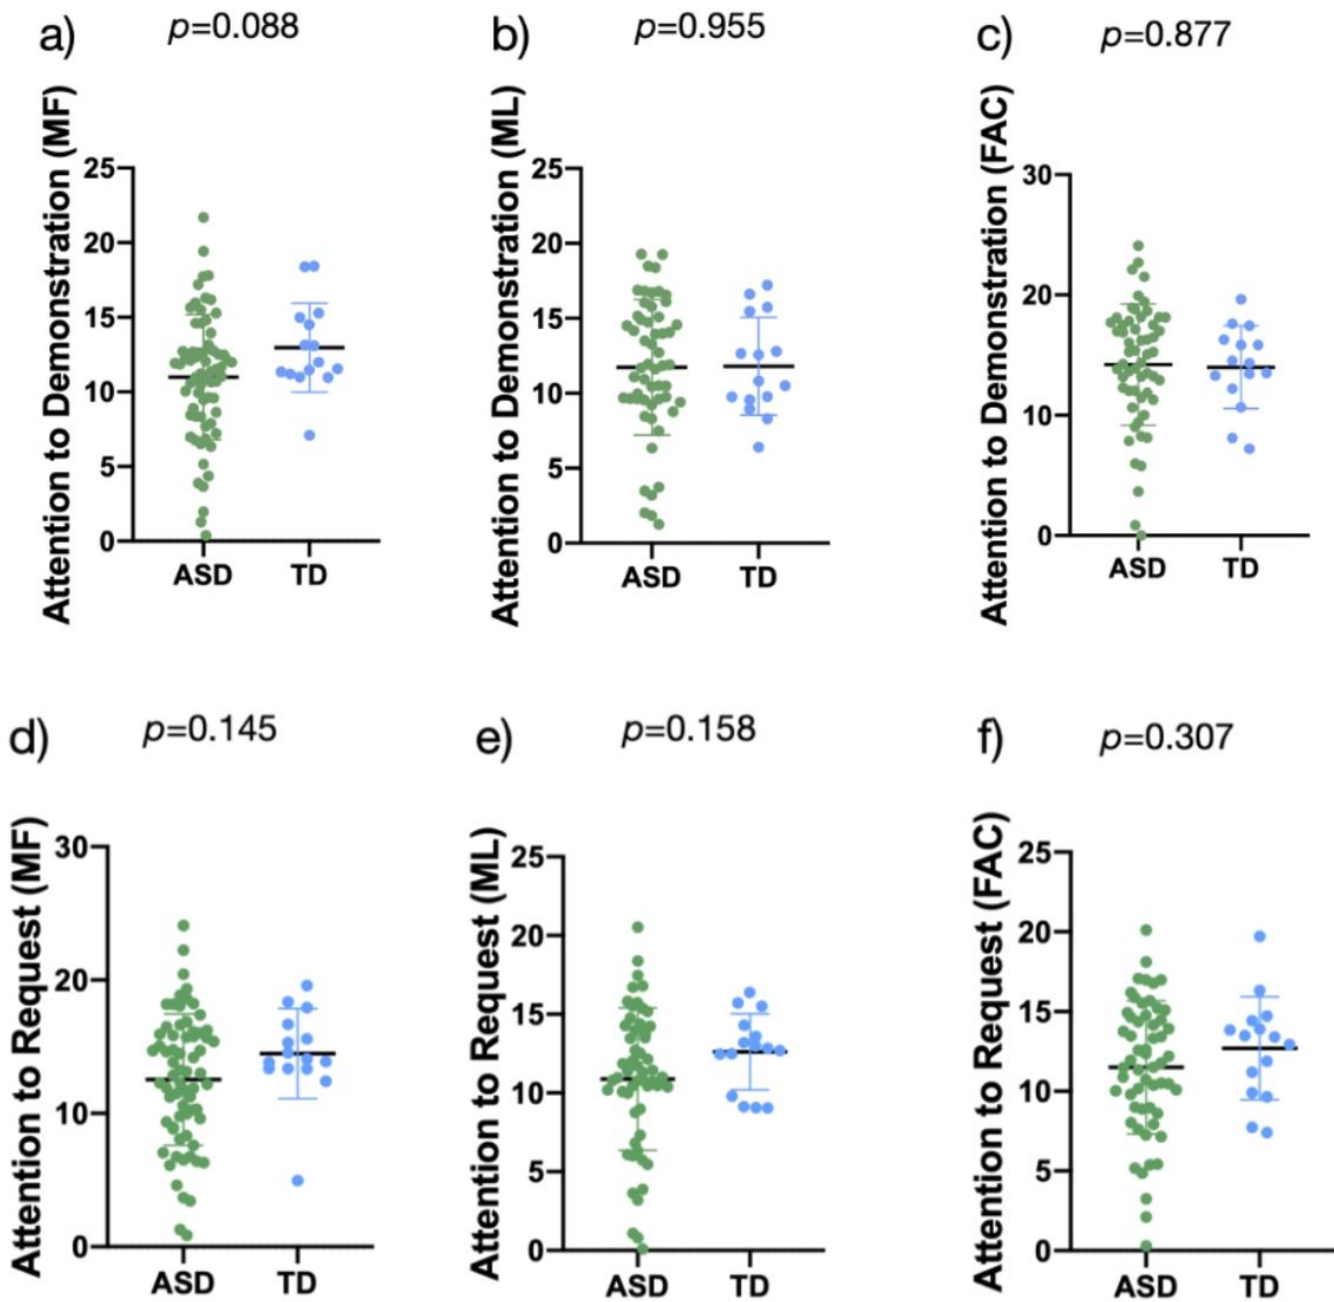 a)
p=0.088
Attention to Demonstration (MF)
25
20
15
10
5
0
ASD
TD
b)
p=0.955
Attention to Demonstration (ML)
25
20
15
10
5
0
ASD
TD
c)
p=0.877
Attention to Demonstration (FAC)
30
20
10
0
ASD
TD
d)
p=0.145
Attention to Request (MF)
30
20
10
0
ASD
TD
e)
p=0.158
Attention to Request (ML)
25
20
15
10
5
0
ASD
TD
f)
p=0.307
Attention to Request (FAC)
25
20
15
10
5
0
ASD
TD